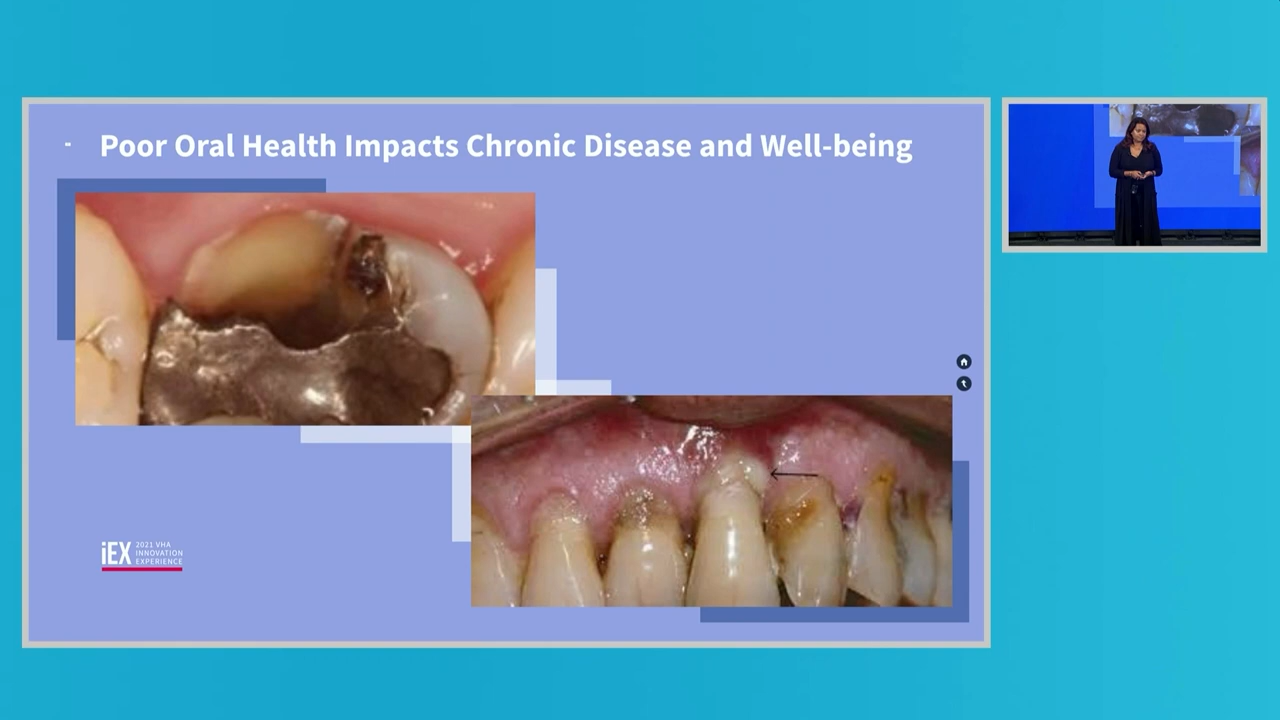 - Poor Oral Health Impacts Chronic Disease and Well-being
iEX
2021 VHA
INNOVATION
EXPERIENCE